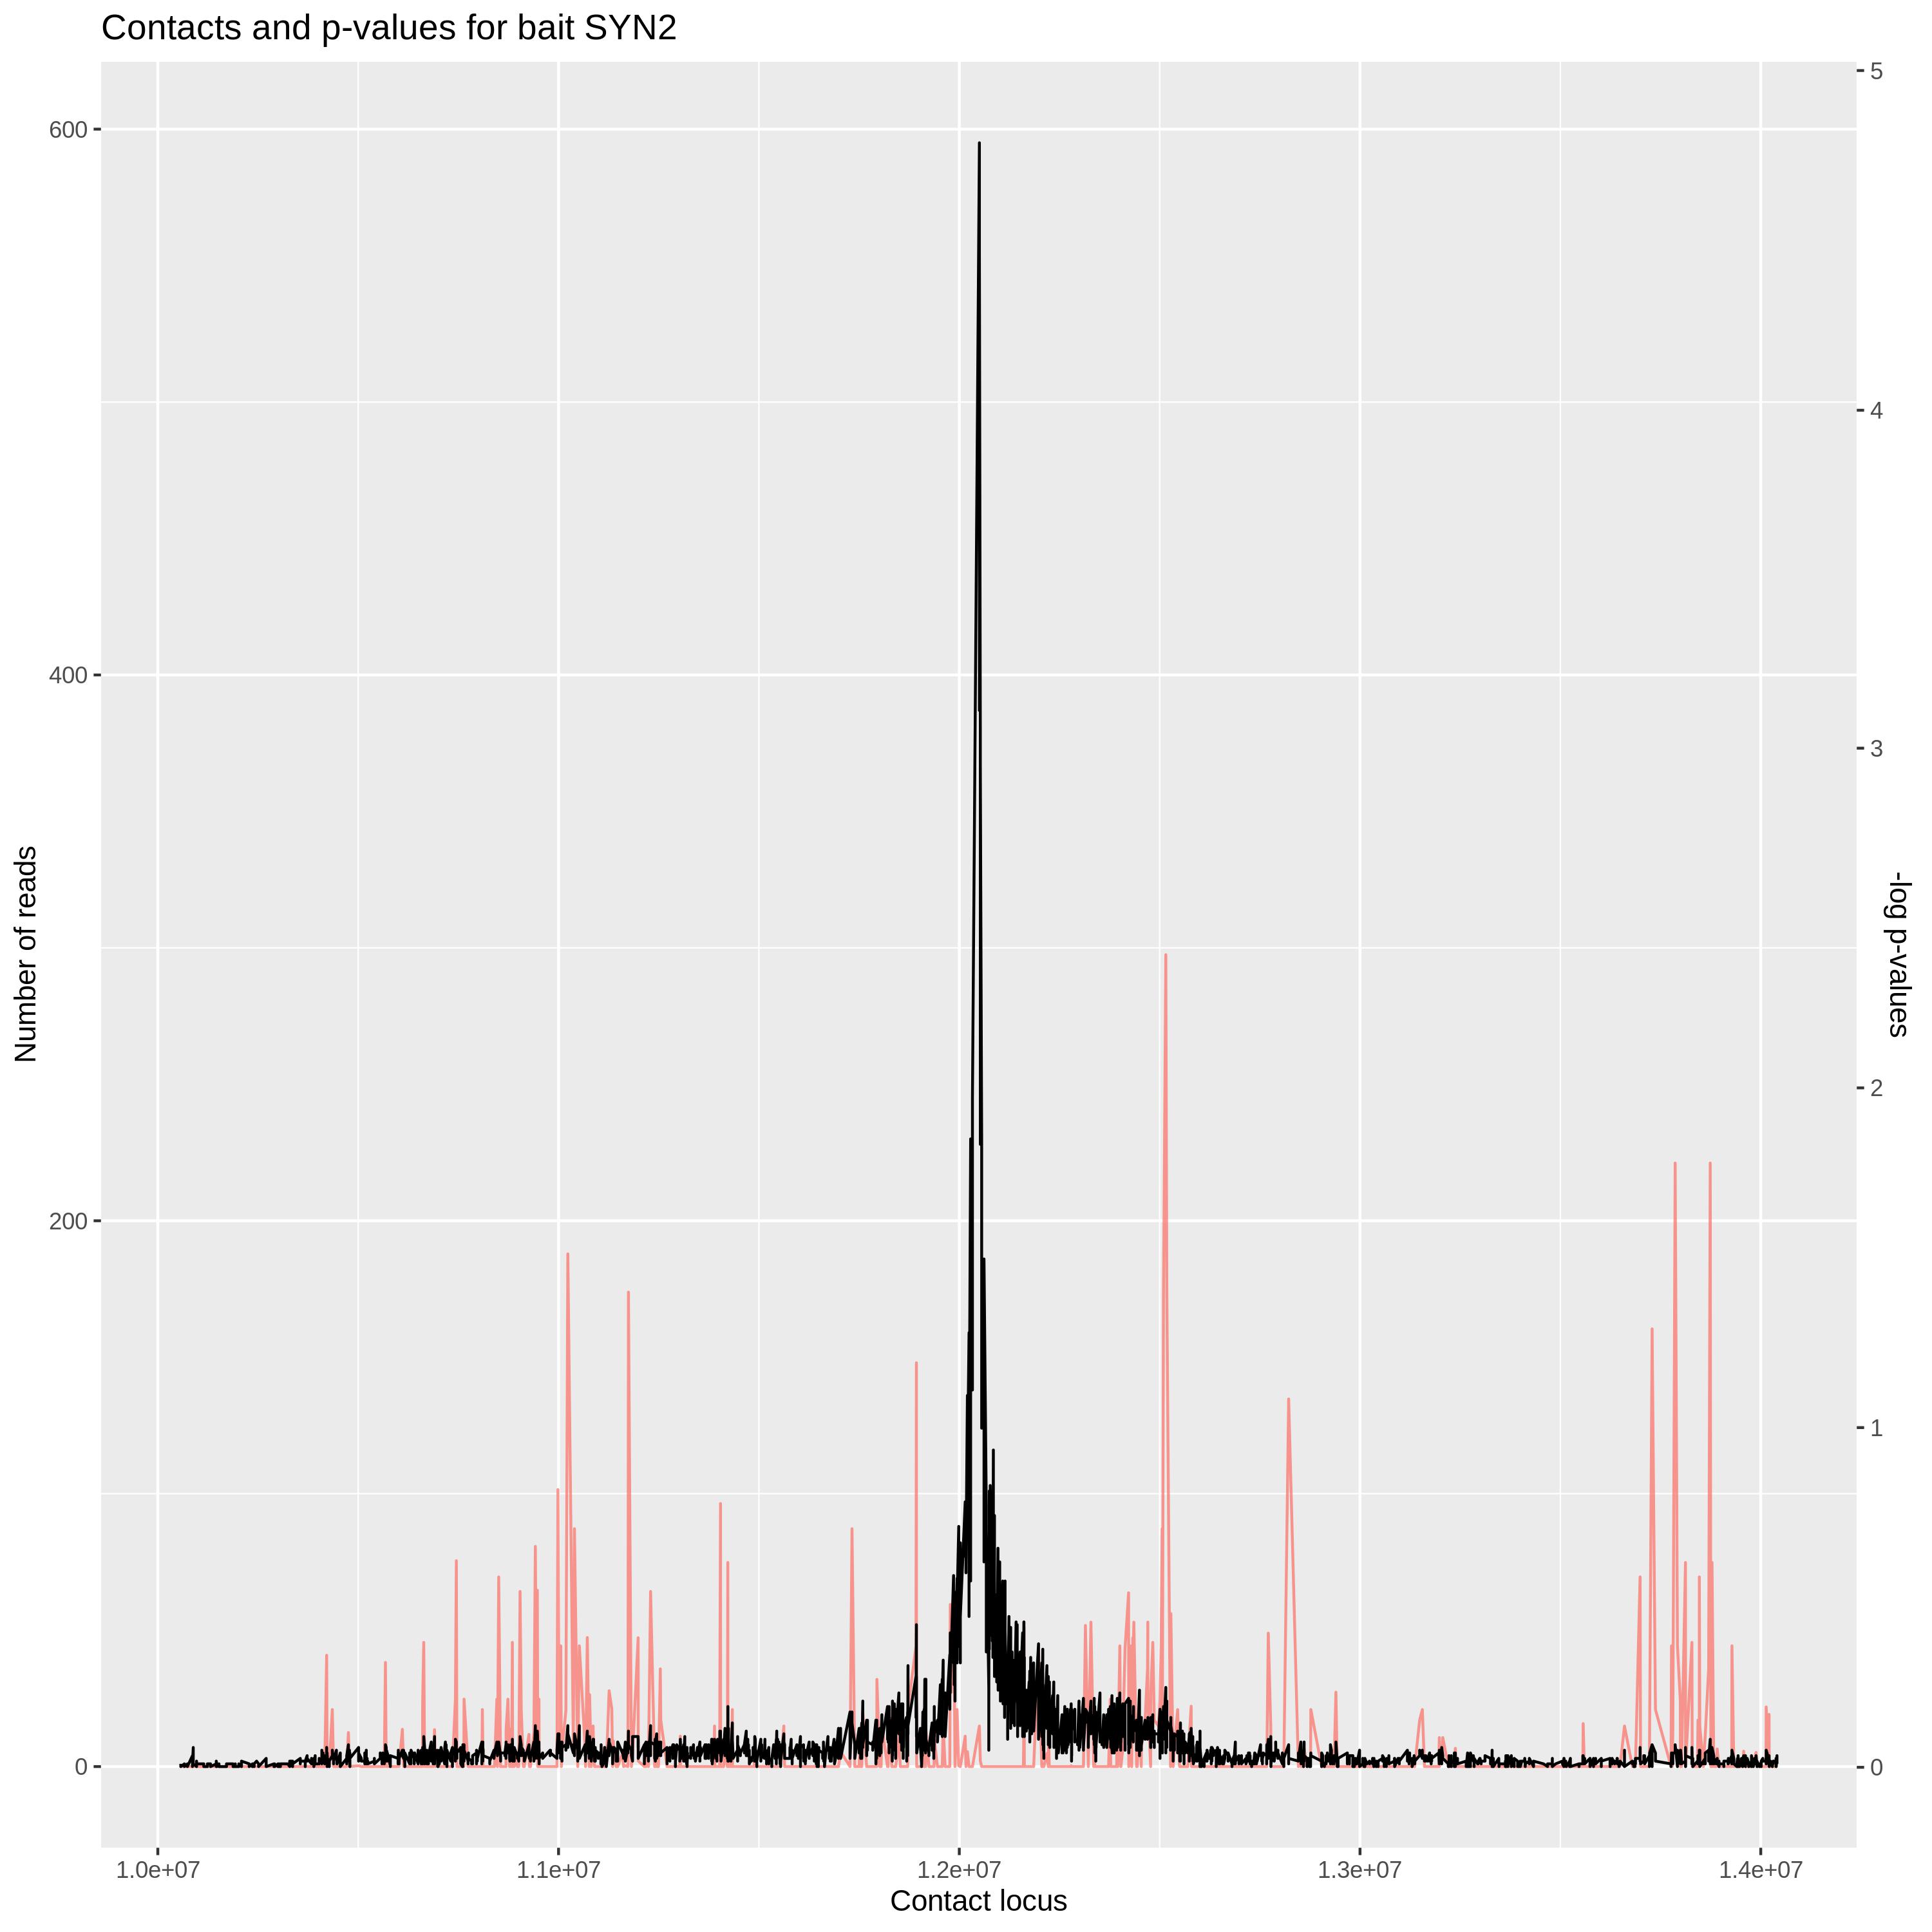 Contacts and p-values for bait SYN2
600
400
200
0
Number of reads
5
4
3
2
1
0
-log p-values
1.0e+07
1.1e+07
1.2e+07
1.3e+07
1.4e+07
Contact locus